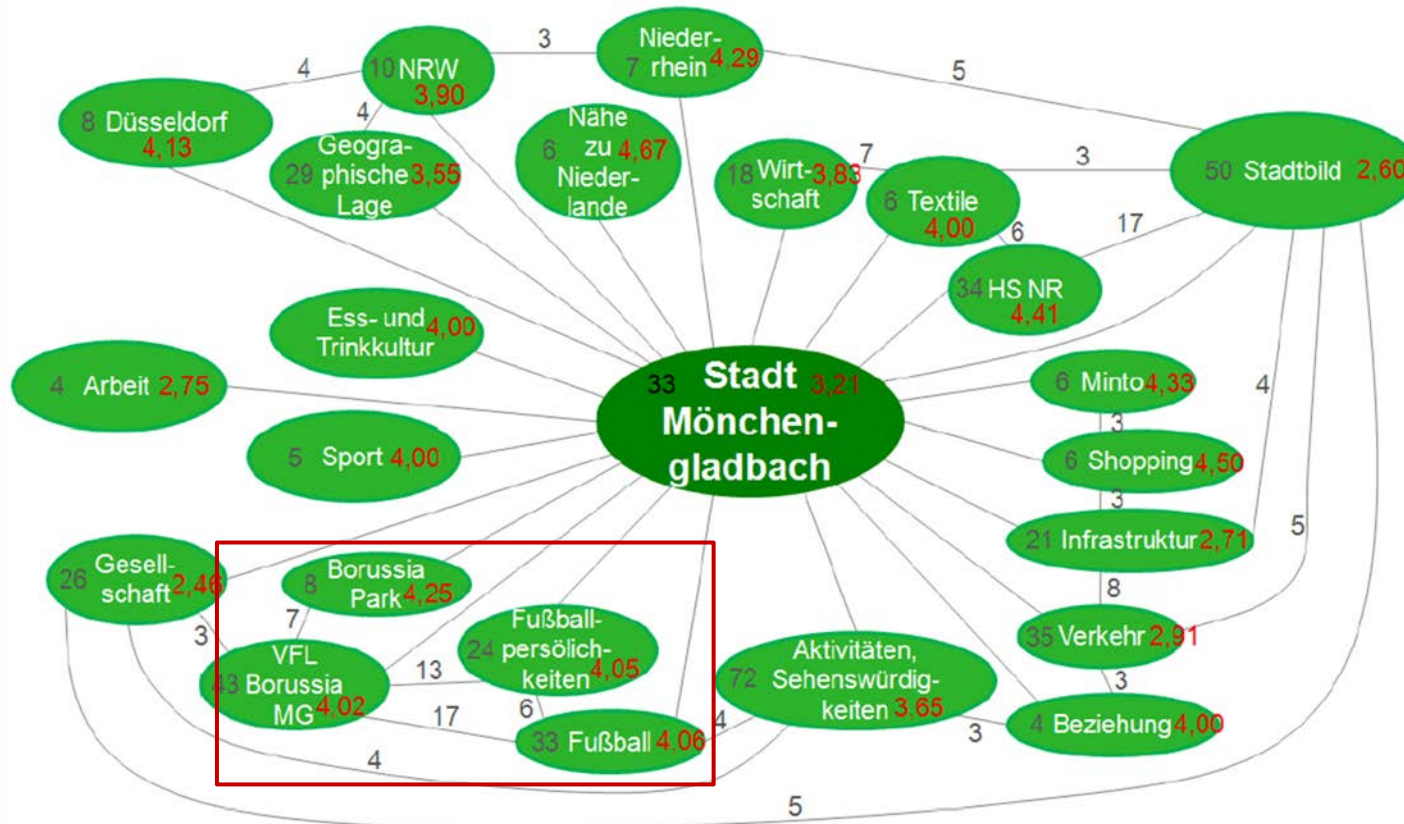 3
Nieder-
7 rhein 4,29
4
10 NRW
3,90
5
8 Düsseldorf
4,13
4
Geogra-
29 phische 3,55
Lage
Nähe
6 zu 4,67
Nieder-
lande
18 Wirt- 3,83
schaft
7
3
6 Textile
4,00
50 Stadtbild 2,60
6
17
34 HS NR
4,41
Ess- und 4,00
Trinkkultur
4 Arbeit 2,75
5 Sport 4,00
33 Stadt 3,21
Mönchen-
gladbach
6 Minto 4,33
3
6 Shopping 4,50
3
21 Infrastruktur 2,71
4
5
8
35 Verkehr 2,91
3
4 Beziehung 4,00
26 Gesell- 2,46
schaft
3
8 Borussia
Park 4,25
7
VFL
43 Borussia
MG 4,02
13
17
Fußball-
24 persölich-
keiten 4,05
6
33 Fußball 4,06
4
Aktivitäten,
72 Sehenswürdig-
keiten 3,65
3
4
5